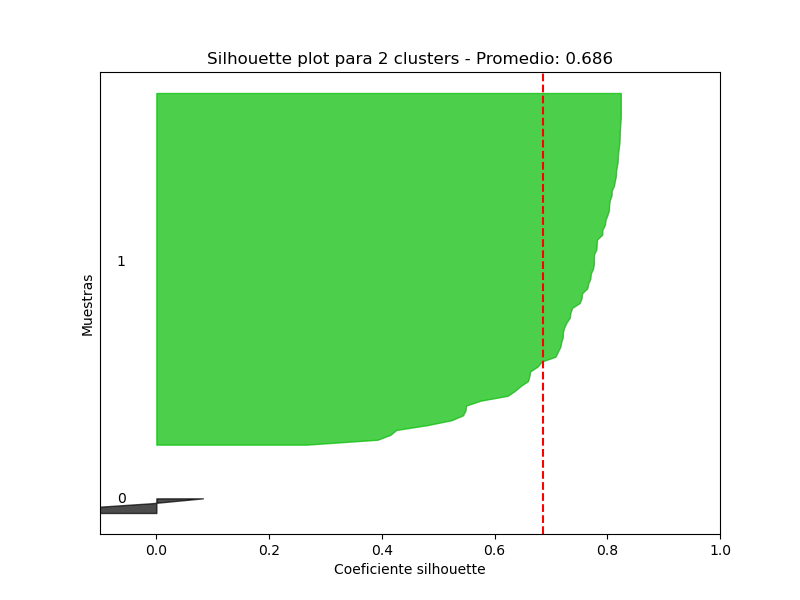 Silhouette plot para 2 clusters - Promedio: 0.686
1
Muestras
0
0.0 0.2 0.4 0.6 0.8 1.0
Coeficiente silhouette